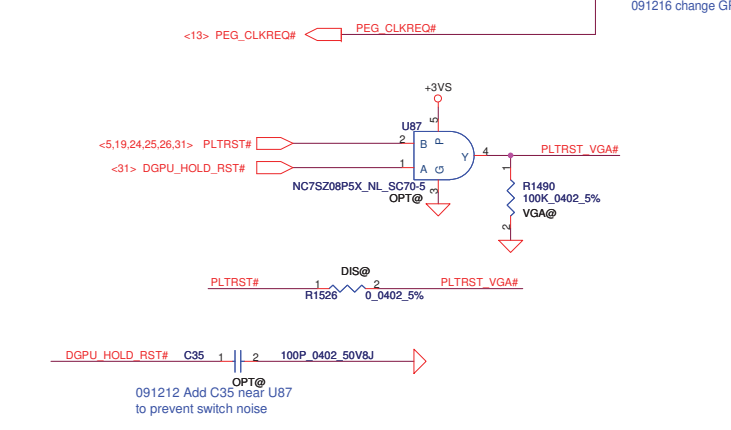 091216 change GP
<13> PEG_CLKREQ# PEG_CLKREQ#
+3VS
5
U87
<5,19,24,25,26,31> PLTRST# 2 B P
Y 4 PLTRST_VGA#
<31> DGPU_HOLD_RST# 1 A G
1
NC7SZ08P5X_NL_SC70-5 3
OPT@
R1490
100K_0402_5%
VGA@
2
DIS@
PLTRST# 1 2 PLTRST_VGA#
R1526 0_0402_5%
DGPU_HOLD_RST# C35 1 2 100P_0402_50V8J
OPT@
091212 Add C35 near U87
to prevent switch noise